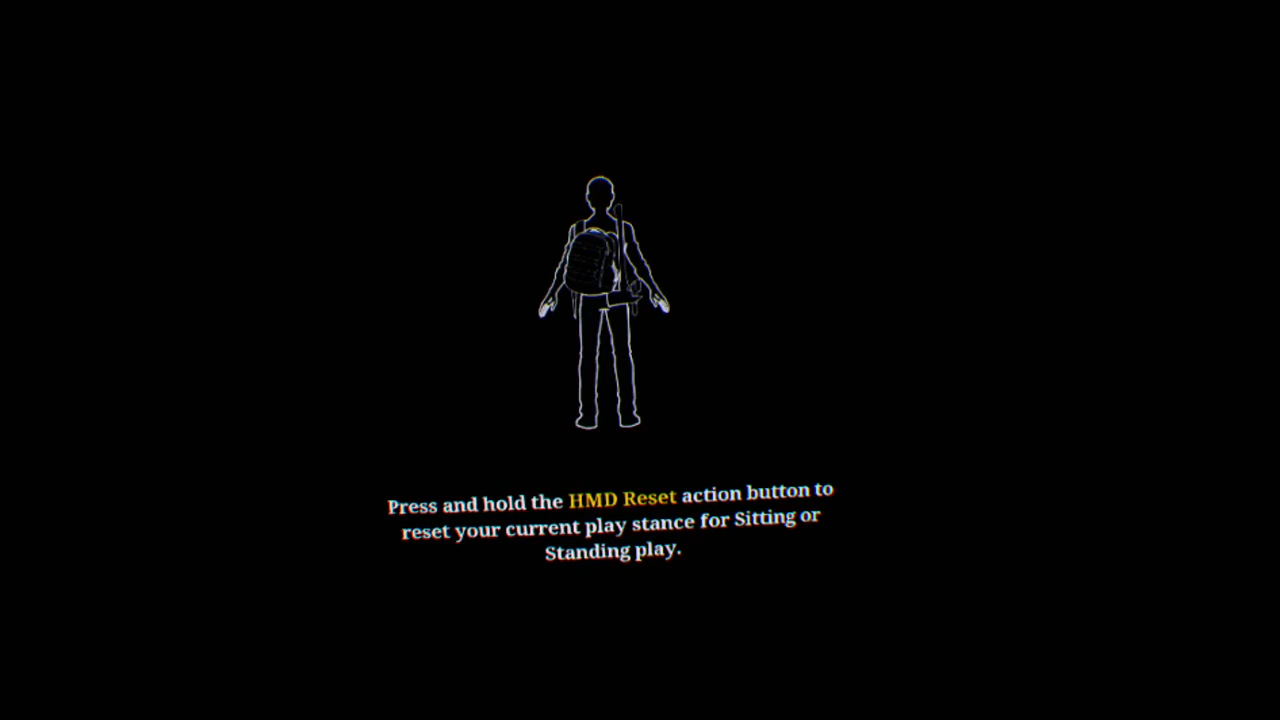 Press and hold the HMD Reset action button to
reset your current play stance for Sitting or
Standing play.